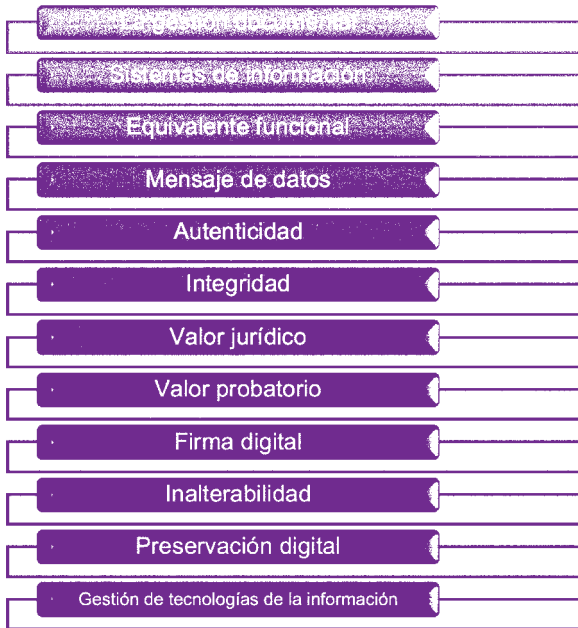 Sistemas de información
Equivalente funcional
Mensaje de datos
Autenticidad
Integridad
Valor jurídico
Valor probatorio
Firma digital
Inalterabilidad
Preservación digital
Gestión de tecnologías de la información